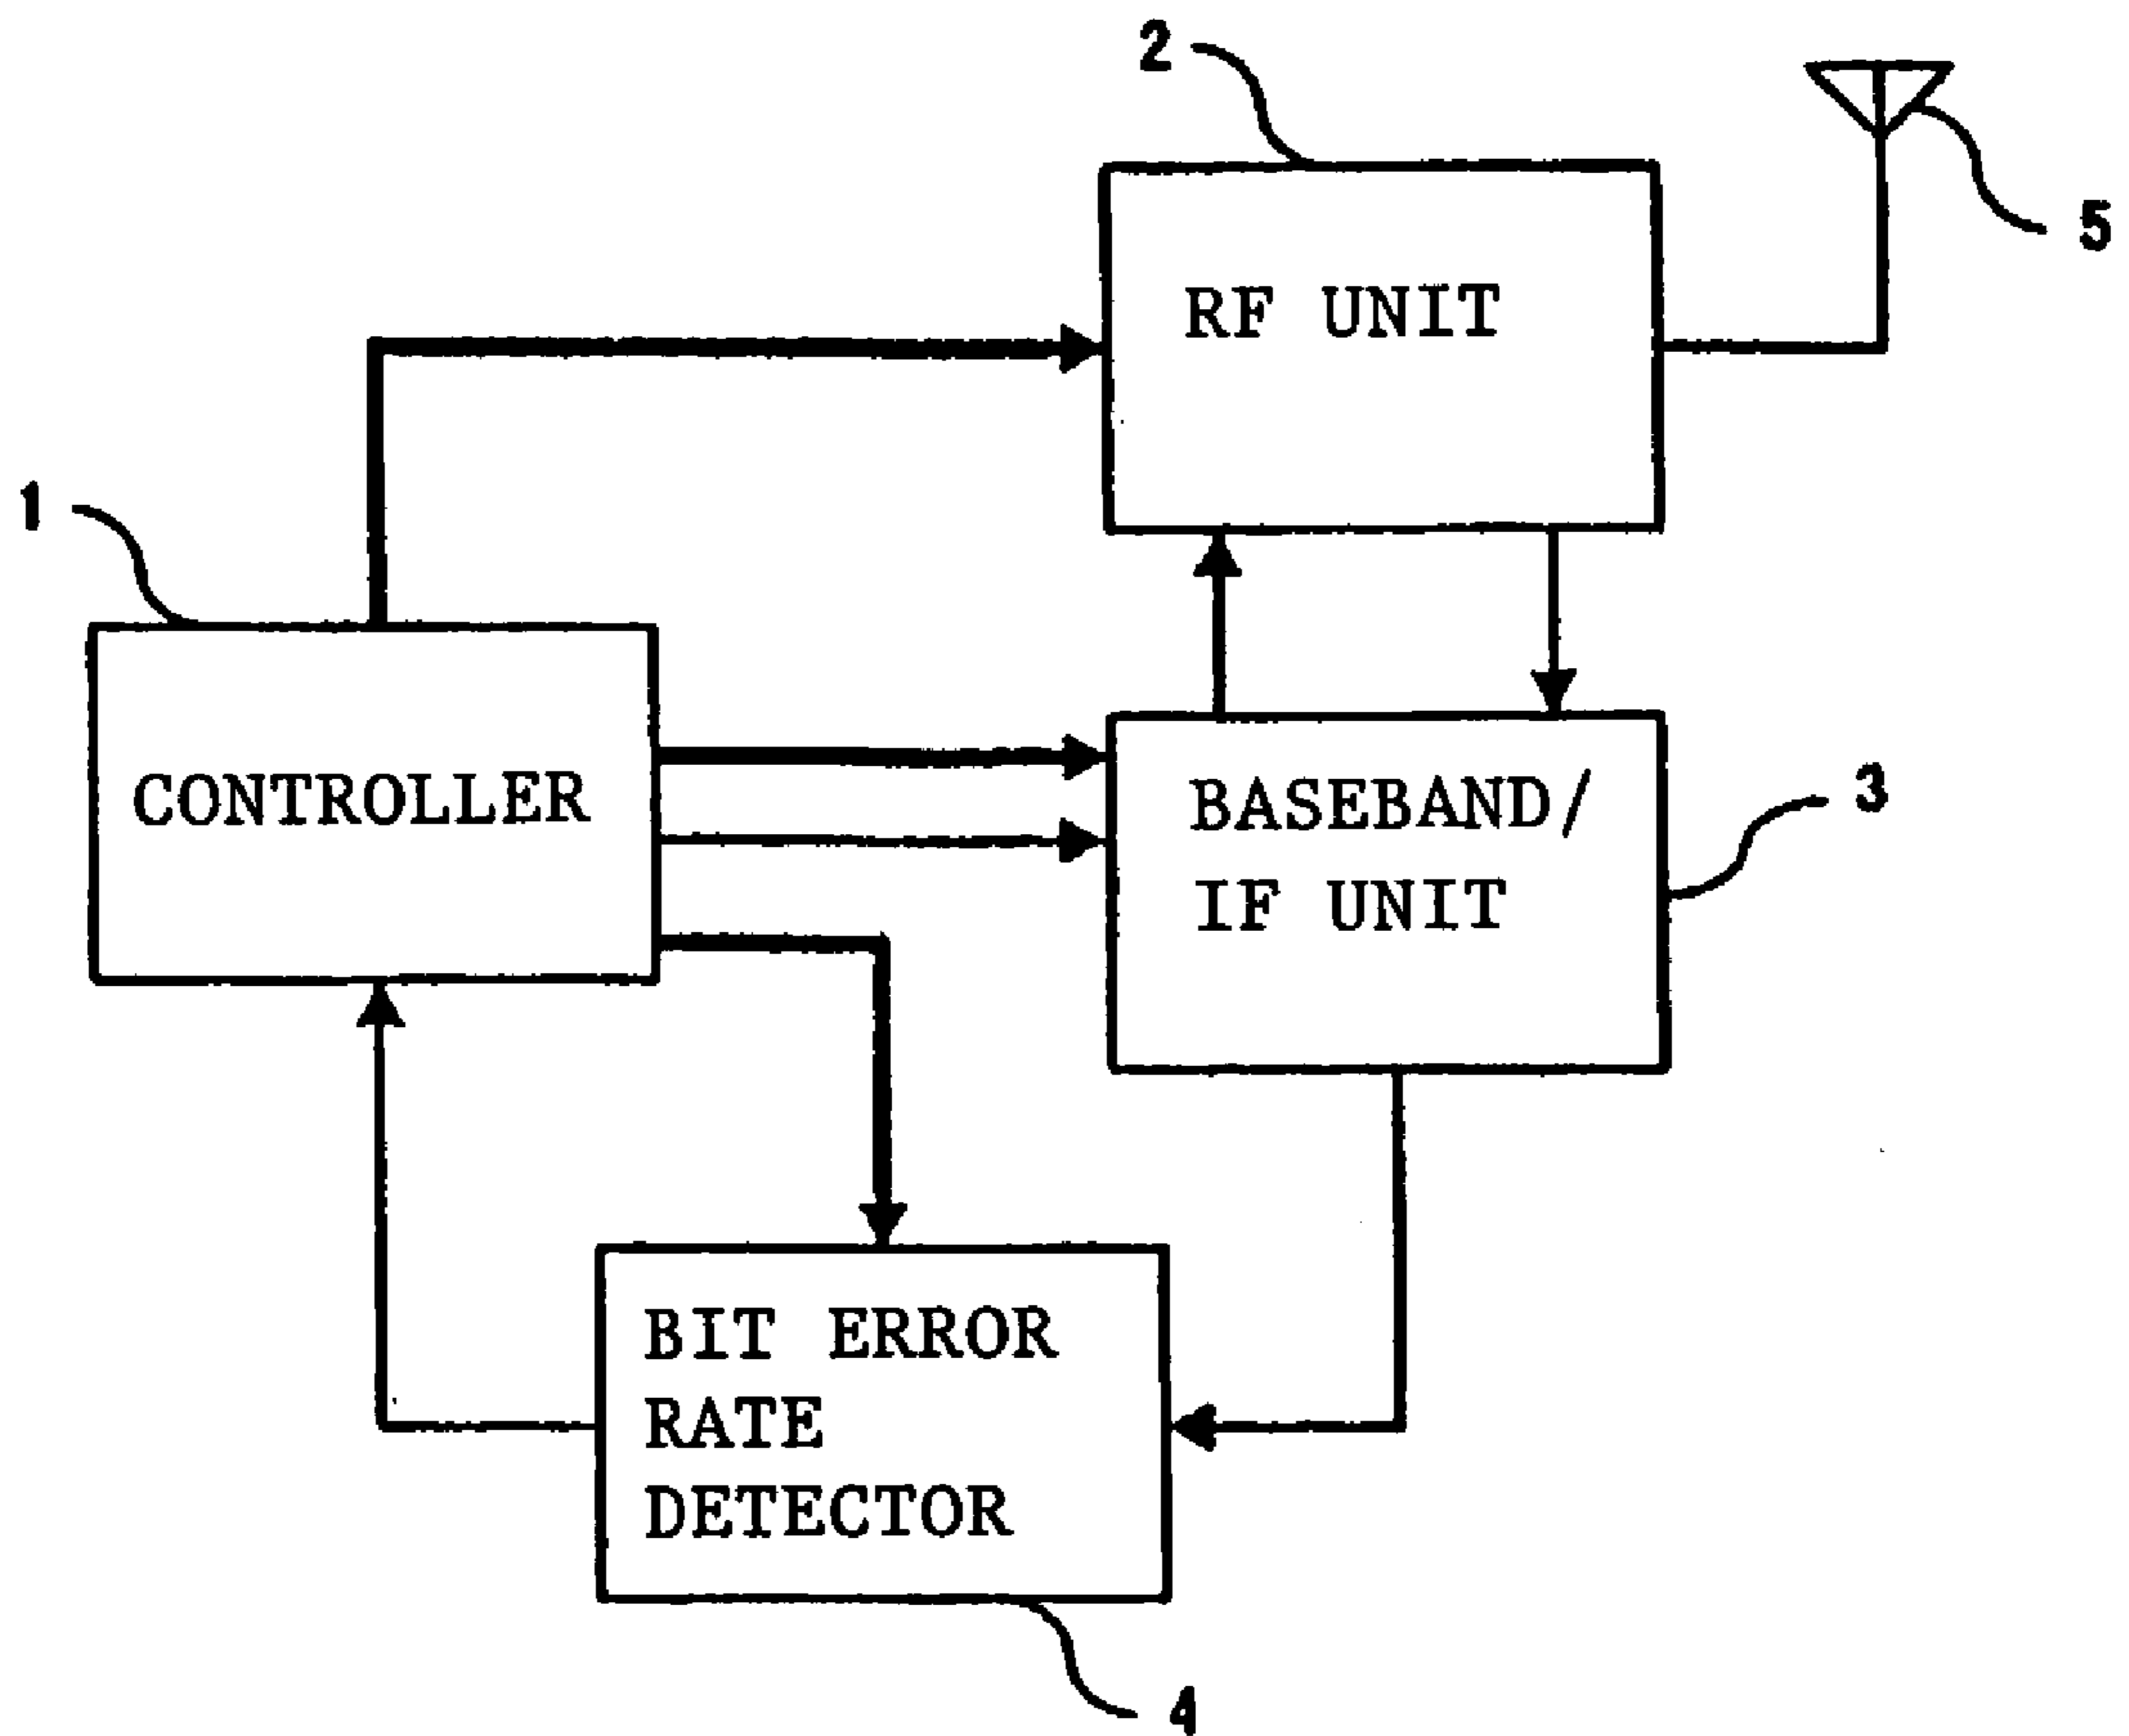 2
5
RF UNIT
1
CONTROLLER
BASEBAND/
IF UNIT
3
BIT ERROR
RATE
DETECTOR
4